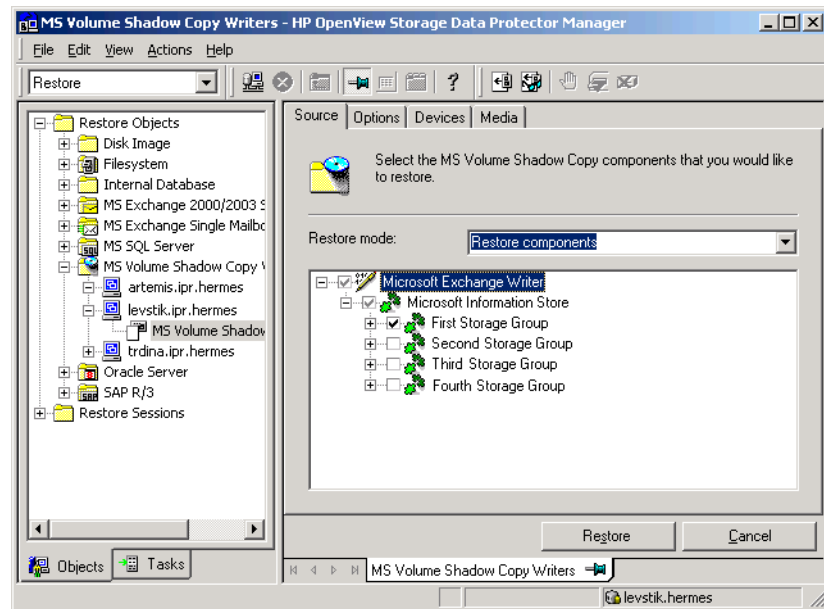 MS Volume Shadow Copy Writers - HP OpenView Storage Data Protector Manager
File Edit View Actions Help
Restore
Restore Objects
Disk Image
Filesystem
Internal Database
MS Exchange 2000/2003 S
MS Exchange Single Mailbo
MS SQL Server
MS Volume Shadow Copy
artemis.ipr.hermes
levstik.ipr.hermes
MS Volume Shadow
trdina.ipr.hermes
Oracle Server
SAP R/3
Restore Sessions
Objects Tasks
Source Options Devices Media
Select the MS Volume Shadow Copy components that you would like
to restore.
Restore mode: Restore components
Microsoft Exchange Writer
Microsoft Information Store
First Storage Group
Second Storage Group
Third Storage Group
Fourth Storage Group
Restore Cancel
MS Volume Shadow Copy Writers
levstik.hermes